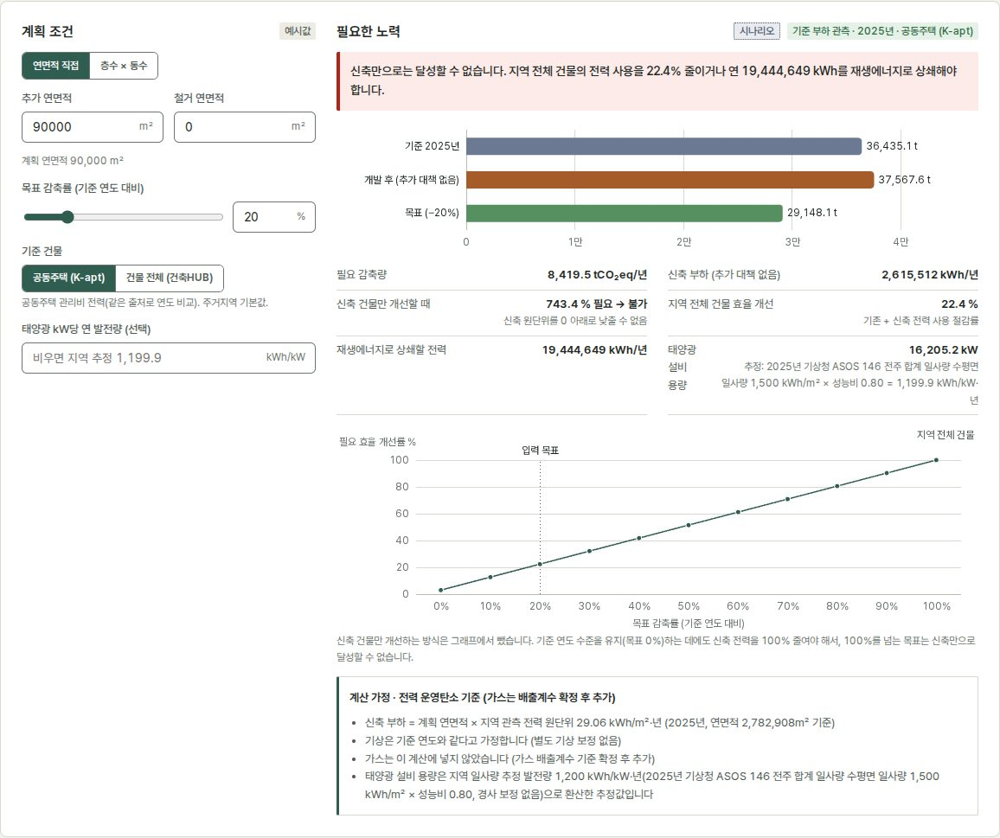 계획 조건
예시값
연면적 직접
층수 × 동수
추가 연면적
철거 연면적
90000 m²
0 m²
계획 연면적 90,000 m²
목표 감축률 (기준 연도 대비)
20 %
기준 건물
공동주택 (K-apt)
건물 전체 (건축HUB)
공동주택 관리비 전력(같은 출처로 연도 비교). 주거지역 기본값.
태양광 kW당 연 발전량 (선택)
비우면 지역 추정 1,199.9 kWh/kW
필요한 노력
시나리오
기준 부하 관측 · 2025년 · 공동주택 (K-apt)
신축만으로는 달성할 수 없습니다. 지역 전체 건물의 전력 사용을 22.4% 줄이거나 연 19,444,649 kWh를 재생에너지로 상쇄해야
합니다.
기준 2025년 36,435.1 t
개발 후 (추가 대책 없음) 37,567.6 t
목표 (−20%) 29,148.1 t
0 1만 2만 3만 4만
필요 감축량 8,419.5 tCO₂eq/년
신축 부하 (추가 대책 없음) 2,615,512 kWh/년
신축 건물만 개선할 때 743.4 % 필요 → 불가
신축 원단위를 0 아래로 낮출 수 없음
지역 전체 건물 효율 개선 22.4 %
기존 + 신축 전력 사용 절감률
재생에너지로 상쇄할 전력 19,444,649 kWh/년
태양광 16,205.2 kW
설비 추정: 2025년 기상청 ASOS 146 전주 합계 일사량 수평면
용량 일사량 1,500 kWh/m² × 성능비 0.80 = 1,199.9 kWh/kW·
년
지역 전체 건물
필요 효율 개선률 %
입력 목표
100
80
60
40
20
0
0% 10% 20% 30% 40% 50% 60% 70% 80% 90% 100%
목표 감축률 (기준 연도 대비)
신축 건물만 개선하는 방식은 그래프에서 뺐습니다. 기준 연도 수준을 유지(목표 0%)하는 데에도 신축 전력을 100% 줄여야 해서, 100%를 넘는 목표는 신축만으로
달성할 수 없습니다.
계산 가정 · 전력 운영탄소 기준 (가스는 배출계수 확정 후 추가)
• 신축 부하 = 계획 연면적 × 지역 관측 전력 원단위 29.06 kWh/m²·년 (2025년, 연면적 2,782,908m² 기준)
• 기상은 기준 연도와 같다고 가정합니다 (별도 기상 보정 없음)
• 가스는 이 계산에 넣지 않았습니다 (가스 배출계수 기준 확정 후 추가)
• 태양광 설비 용량은 지역 일사량 추정 발전량 1,200 kWh/kW·년(2025년 기상청 ASOS 146 전주 합계 일사량 수평면 일사량 1,500
kWh/m² × 성능비 0.80, 경사 보정 없음)으로 환산한 추정값입니다